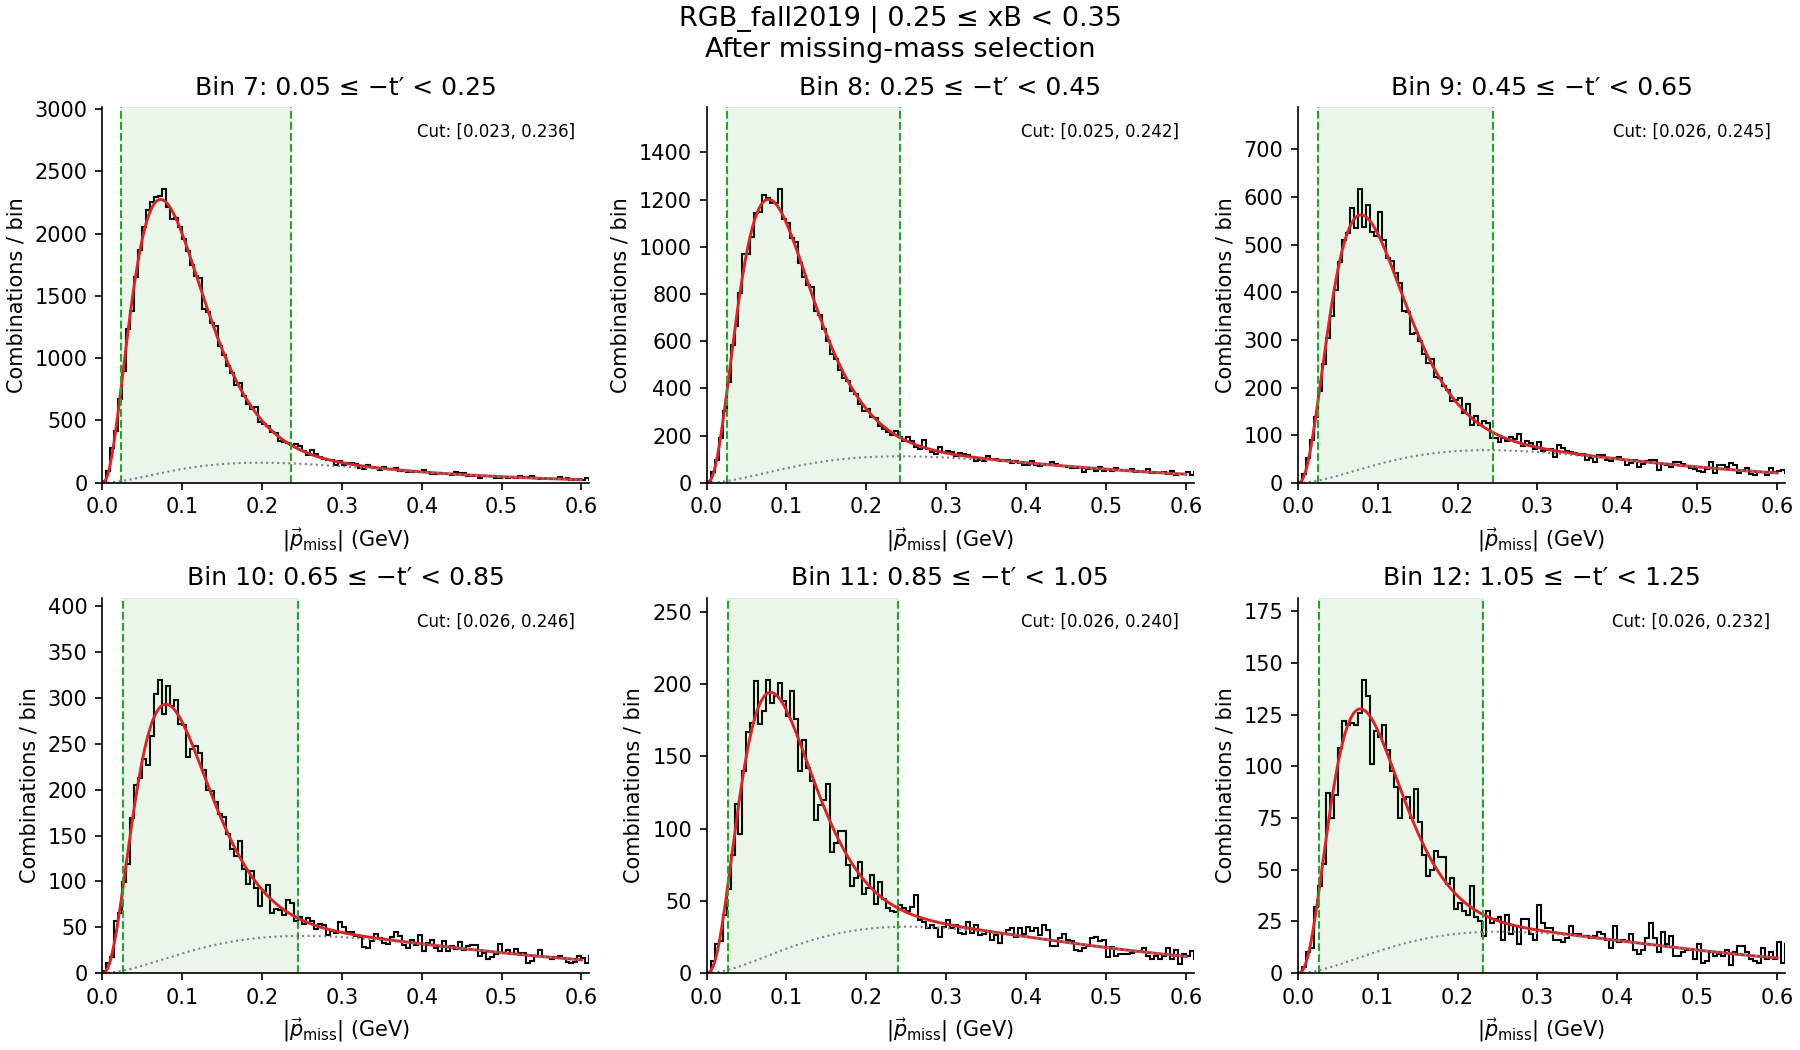 RGB_fall2019 | 0.25 ≤ xB < 0.35
After missing-mass selection
Bin 7: 0.05 ≤ −t′ < 0.25
Cut: [0.023, 0.236]
Combinations / bin
3000
2500
2000
1500
1000
500
0
0.0 0.1 0.2 0.3 0.4 0.5 0.6
|p⃗miss| (GeV)
Bin 8: 0.25 ≤ −t′ < 0.45
Cut: [0.025, 0.242]
Combinations / bin
1400
1200
1000
800
600
400
200
0
0.0 0.1 0.2 0.3 0.4 0.5 0.6
|p⃗miss| (GeV)
Bin 9: 0.45 ≤ −t′ < 0.65
Cut: [0.026, 0.245]
Combinations / bin
700
600
500
400
300
200
100
0
0.0 0.1 0.2 0.3 0.4 0.5 0.6
|p⃗miss| (GeV)
Bin 10: 0.65 ≤ −t′ < 0.85
Cut: [0.026, 0.246]
Combinations / bin
400
350
300
250
200
150
100
50
0
0.0 0.1 0.2 0.3 0.4 0.5 0.6
|p⃗miss| (GeV)
Bin 11: 0.85 ≤ −t′ < 1.05
Cut: [0.026, 0.240]
Combinations / bin
250
200
150
100
50
0
0.0 0.1 0.2 0.3 0.4 0.5 0.6
|p⃗miss| (GeV)
Bin 12: 1.05 ≤ −t′ < 1.25
Cut: [0.026, 0.232]
Combinations / bin
175
150
125
100
75
50
25
0
0.0 0.1 0.2 0.3 0.4 0.5 0.6
|p⃗miss| (GeV)